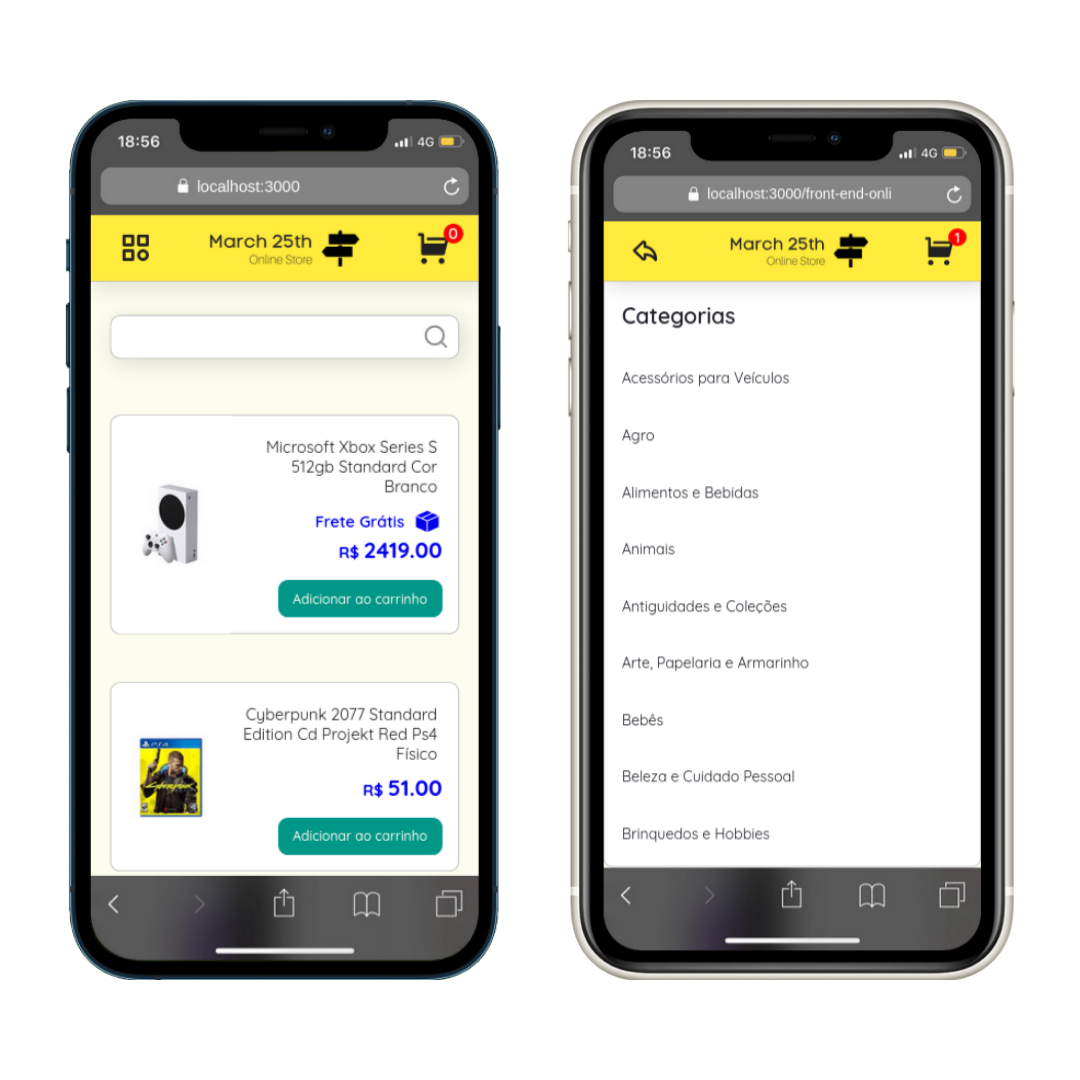 18:56
4G
localhost:3000
March 25th
Online Store
0
Microsoft Xbox Series S
512gb Standard Cor
Branco
Frete Grátis
R$ 2419.00
Adicionar ao carrinho
Cyberpunk 2077 Standard
Edition Cd Projekt Red Ps4
Físico
PS4
Cyberpunk
R$ 51.00
Adicionar ao carrinho
18:56
4G
localhost:3000/front-end-onli
March 25th
Online Store
1
Categorias
Acessórios para Veículos
Agro
Alimentos e Bebidas
Animais
Antiguidades e Coleções
Arte, Papelaria e Armarinho
Bebês
Beleza e Cuidado Pessoal
Brinquedos e Hobbies